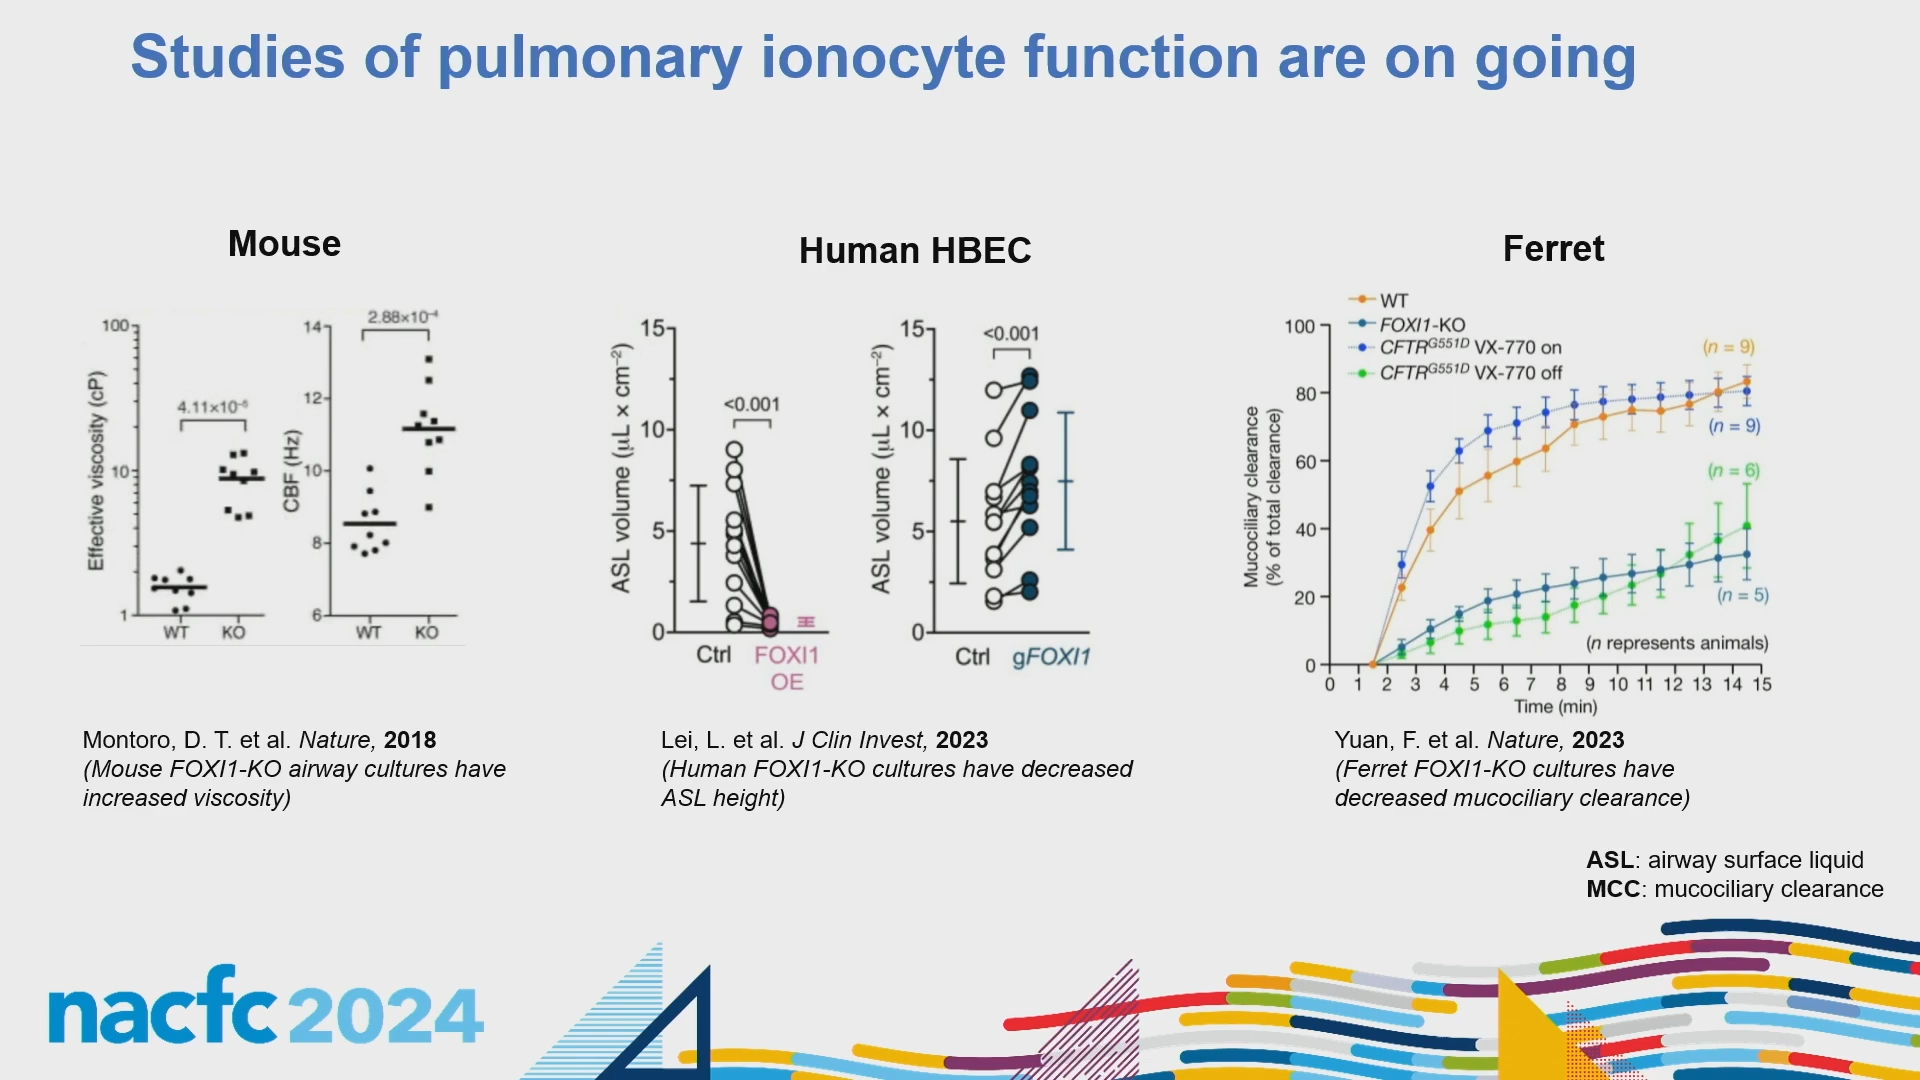 Studies of pulmonary ionocyte function are on going
Mouse
Human HBEC
Ferret
Effective viscosity (cP)
100
10
1
4.11×10⁻⁵
WT KO
CBF (Hz)
14
12
10
8
6
2.88×10⁻⁴
WT KO
ASL volume (µL × cm⁻²)
15
10
5
0
<0.001
Ctrl FOXI1
OE
ASL volume (µL × cm⁻²)
15
10
5
0
<0.001
Ctrl gFOXI1
WT
FOXI1-KO
CFTR^G551D VX-770 on
CFTR^G551D VX-770 off
Mucociliary clearance
(% of total clearance)
100
80
60
40
20
0
(n = 9)
(n = 9)
(n = 6)
(n = 5)
(n represents animals)
0 1 2 3 4 5 6 7 8 9 10 11 12 13 14 15
Time (min)
Montoro, D. T. et al. Nature, 2018
(Mouse FOXI1-KO airway cultures have
increased viscosity)
Lei, L. et al. J Clin Invest, 2023
(Human FOXI1-KO cultures have decreased
ASL height)
Yuan, F. et al. Nature, 2023
(Ferret FOXI1-KO cultures have
decreased mucociliary clearance)
ASL: airway surface liquid
MCC: mucociliary clearance
nacfc 2024